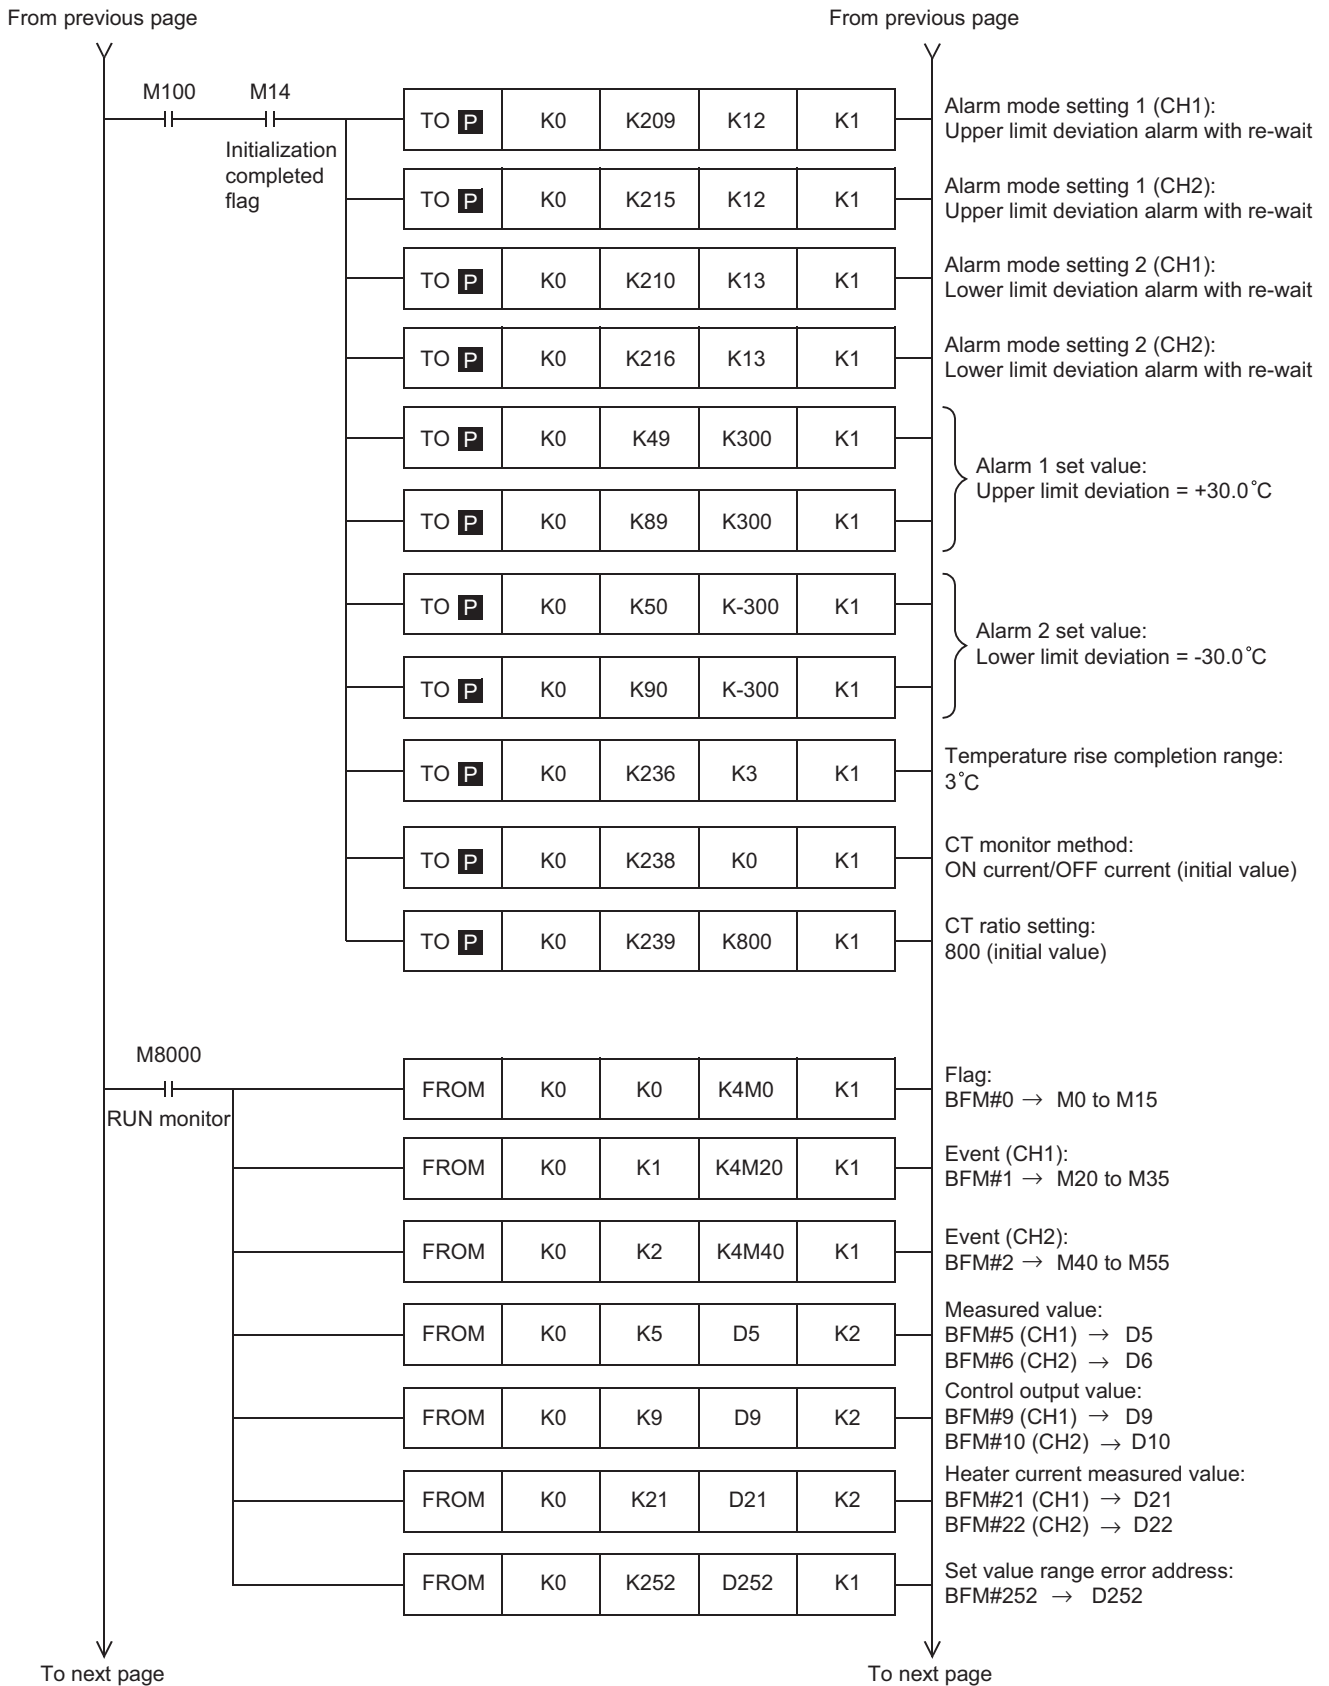 From previous page
From previous page
M100 M14
Initialization
completed
flag
TO P K0 K209 K12 K1
Alarm mode setting 1 (CH1):
Upper limit deviation alarm with re-wait
TO P K0 K215 K12 K1
Alarm mode setting 1 (CH2):
Upper limit deviation alarm with re-wait
TO P K0 K210 K13 K1
Alarm mode setting 2 (CH1):
Lower limit deviation alarm with re-wait
TO P K0 K216 K13 K1
Alarm mode setting 2 (CH2):
Lower limit deviation alarm with re-wait
TO P K0 K49 K300 K1
TO P K0 K89 K300 K1
Alarm 1 set value:
Upper limit deviation = +30.0°C
TO P K0 K50 K-300 K1
TO P K0 K90 K-300 K1
Alarm 2 set value:
Lower limit deviation = -30.0°C
TO P K0 K236 K3 K1
Temperature rise completion range:
3°C
TO P K0 K238 K0 K1
CT monitor method:
ON current/OFF current (initial value)
TO P K0 K239 K800 K1
CT ratio setting:
800 (initial value)
M8000
RUN monitor
FROM K0 K0 K4M0 K1
Flag:
BFM#0 → M0 to M15
FROM K0 K1 K4M20 K1
Event (CH1):
BFM#1 → M20 to M35
FROM K0 K2 K4M40 K1
Event (CH2):
BFM#2 → M40 to M55
FROM K0 K5 D5 K2
Measured value:
BFM#5 (CH1) → D5
BFM#6 (CH2) → D6
FROM K0 K9 D9 K2
Control output value:
BFM#9 (CH1) → D9
BFM#10 (CH2) → D10
FROM K0 K21 D21 K2
Heater current measured value:
BFM#21 (CH1) → D21
BFM#22 (CH2) → D22
FROM K0 K252 D252 K1
Set value range error address:
BFM#252 → D252
To next page
To next page